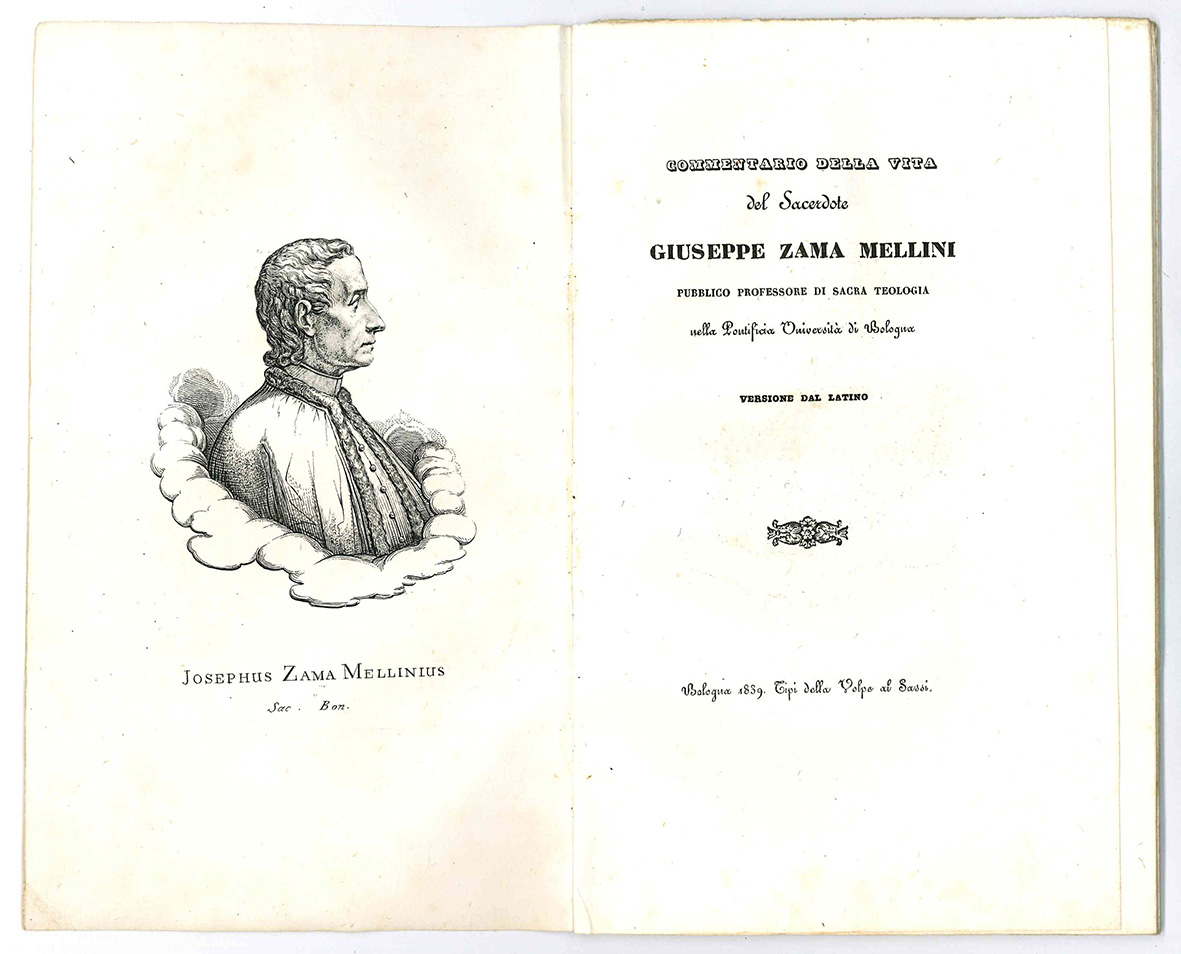 JOSEPHUS ZAMA MELLINIUS
Sac. Bon.
COMMENTARIO DELLA VITA
del Sacerdote
GIUSEPPE ZAMA MELLINI
PUBBLICO PROFESSORE DI SACRA TEOLOGIA
nella Pontificia Università di Bologna
VERSIONE DAL LATINO
Bologna 1839. Tipi della Volpe al Sassi.